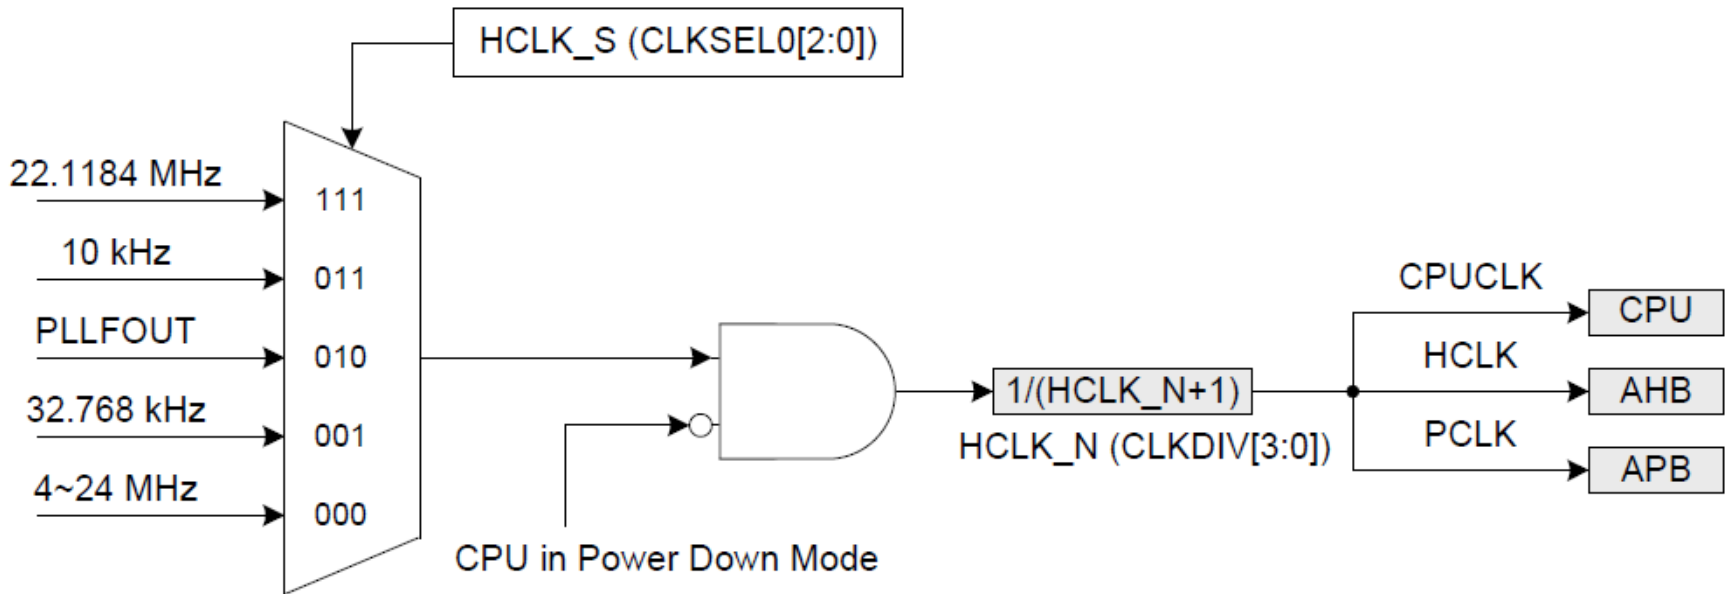 HCLK_S (CLKSEL0[2:0])
22.1184 MHz
111
10 kHz
011
PLLFOUT
010
32.768 kHz
001
4~24 MHz
000
CPU in Power Down Mode
1/(HCLK_N+1)
HCLK_N (CLKDIV[3:0])
CPUCLK
CPU
HCLK
AHB
PCLK
APB